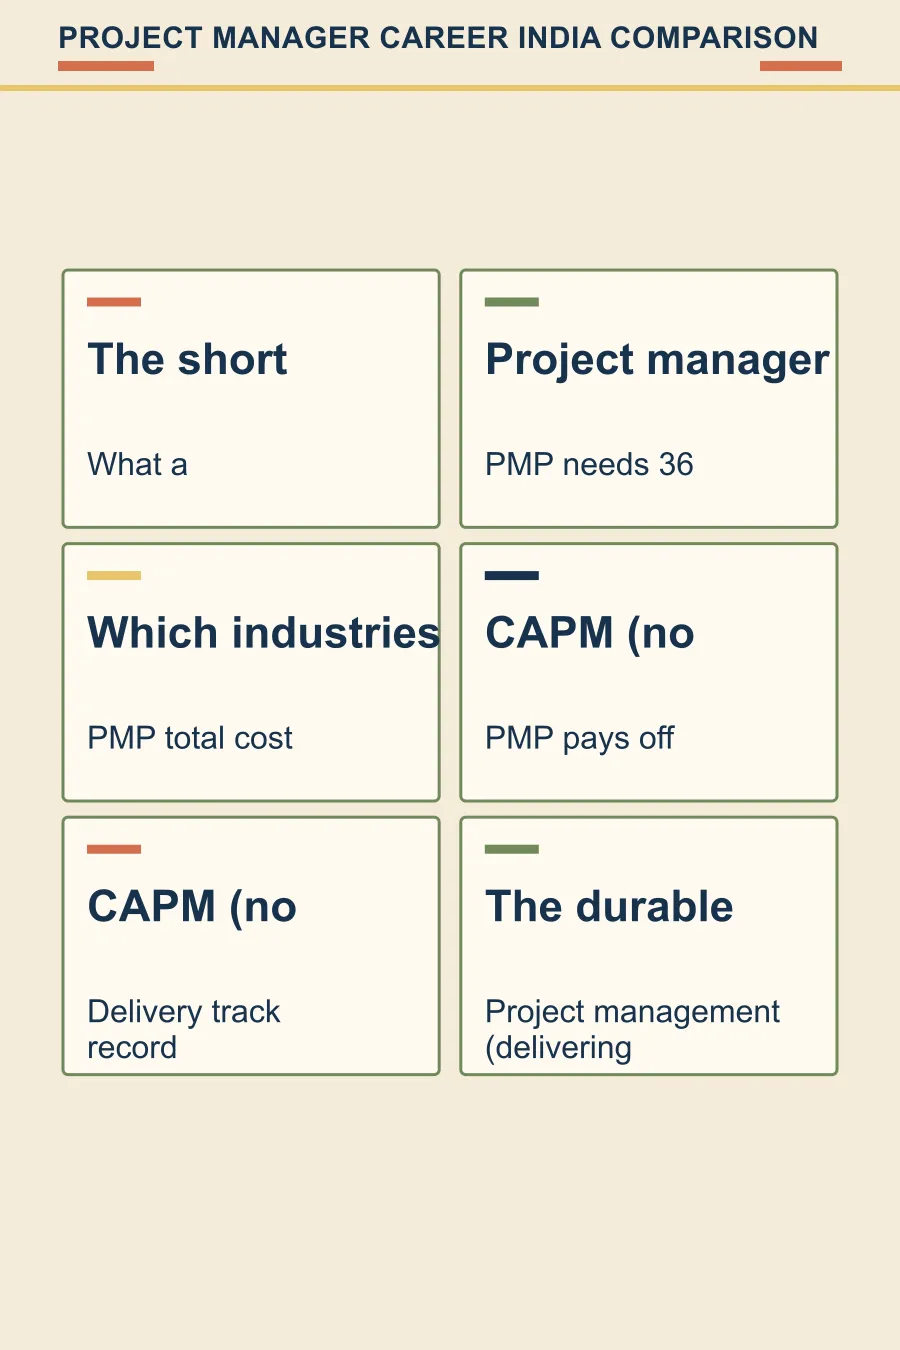 PROJECT MANAGER CAREER INDIA COMPARISON
The short
What a
Project manager
PMP needs 36
Which industries
PMP total cost
CAPM (no
PMP pays off
CAPM (no
Delivery track
record
The durable
Project management
(delivering